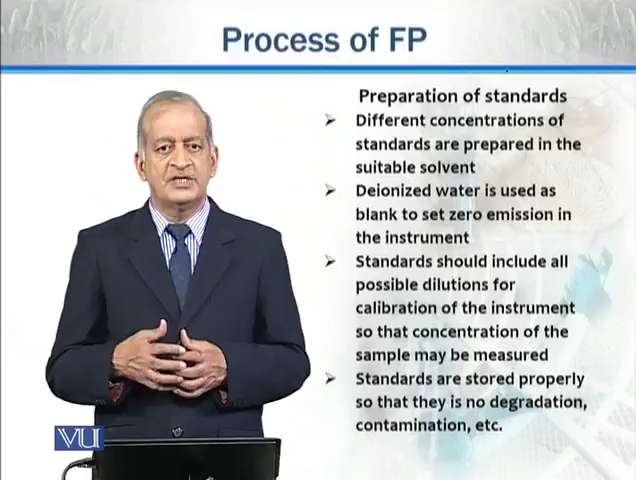 Process of FP
Preparation of standards
➢ Different concentrations of
standards are prepared in the
suitable solvent
➢ Deionized water is used as
blank to set zero emission in
the instrument
➢ Standards should include all
possible dilutions for
calibration of the instrument
so that concentration of the
sample may be measured
➢ Standards are stored properly
so that they is no degradation,
contamination, etc.
VU